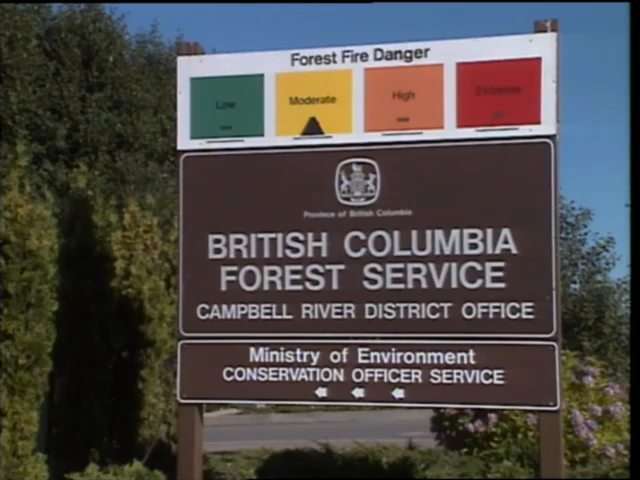 Forest Fire Danger
Low Moderate High Extreme
Province of British Columbia
BRITISH COLUMBIA
FOREST SERVICE
CAMPBELL RIVER DISTRICT OFFICE
Ministry of Environment
CONSERVATION OFFICER SERVICE